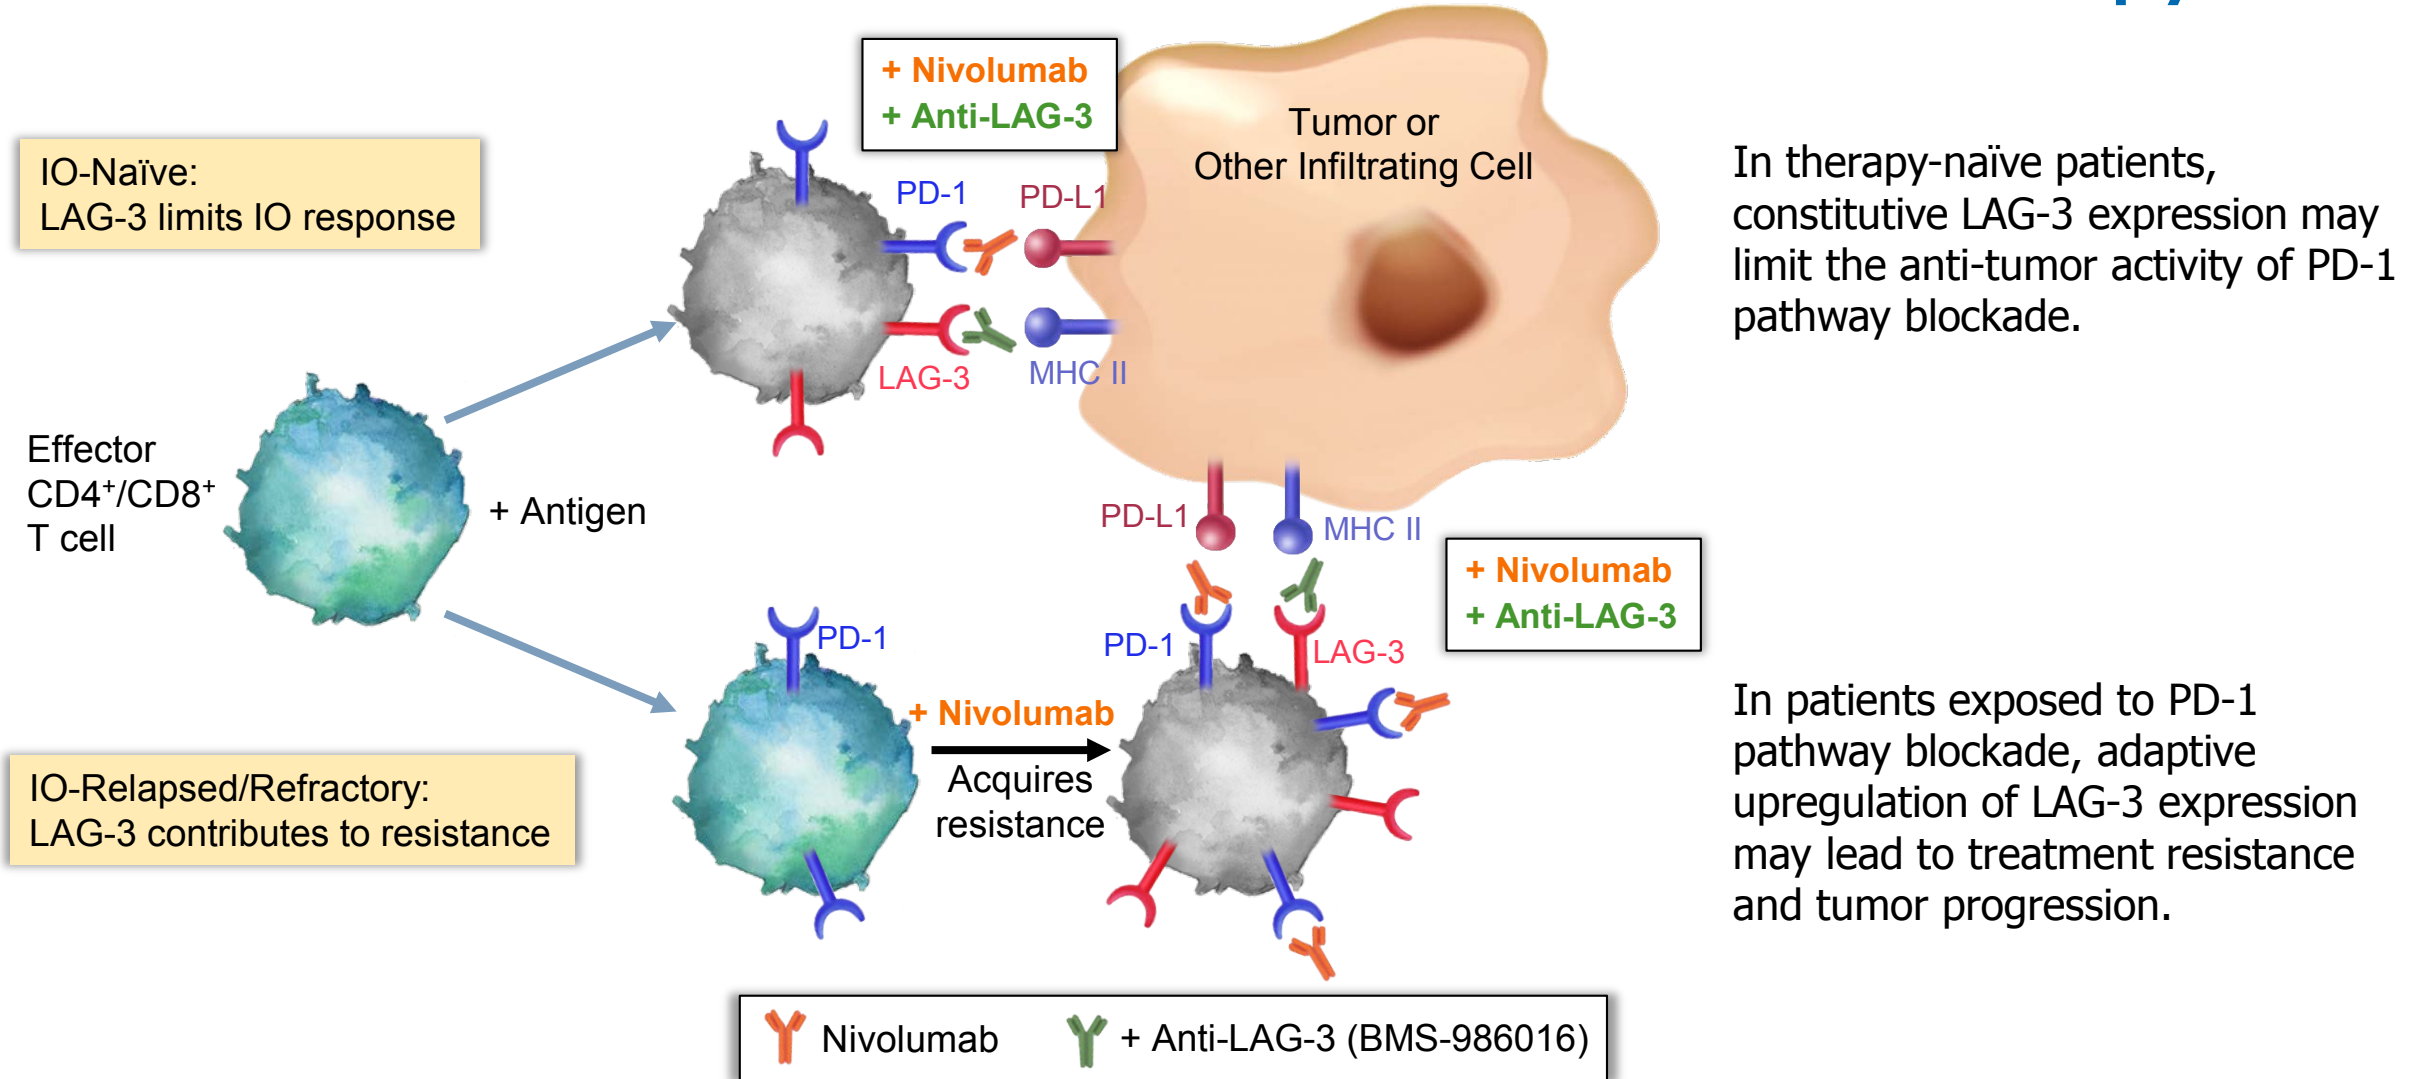 + Nivolumab
+ Anti-LAG-3
Tumor or
Other Infiltrating Cell
IO-Naïve:
LAG-3 limits IO response
PD-1
PD-L1
LAG-3
MHC II
In therapy-naïve patients,
constitutive LAG-3 expression may
limit the anti-tumor activity of PD-1
pathway blockade.
Effector
CD4⁺/CD8⁺
T cell
+ Antigen
PD-L1
MHC II
+ Nivolumab
+ Anti-LAG-3
PD-1
PD-1
LAG-3
+ Nivolumab
Acquires
resistance
IO-Relapsed/Refractory:
LAG-3 contributes to resistance
In patients exposed to PD-1
pathway blockade, adaptive
upregulation of LAG-3 expression
may lead to treatment resistance
and tumor progression.
Nivolumab
+ Anti-LAG-3 (BMS-986016)